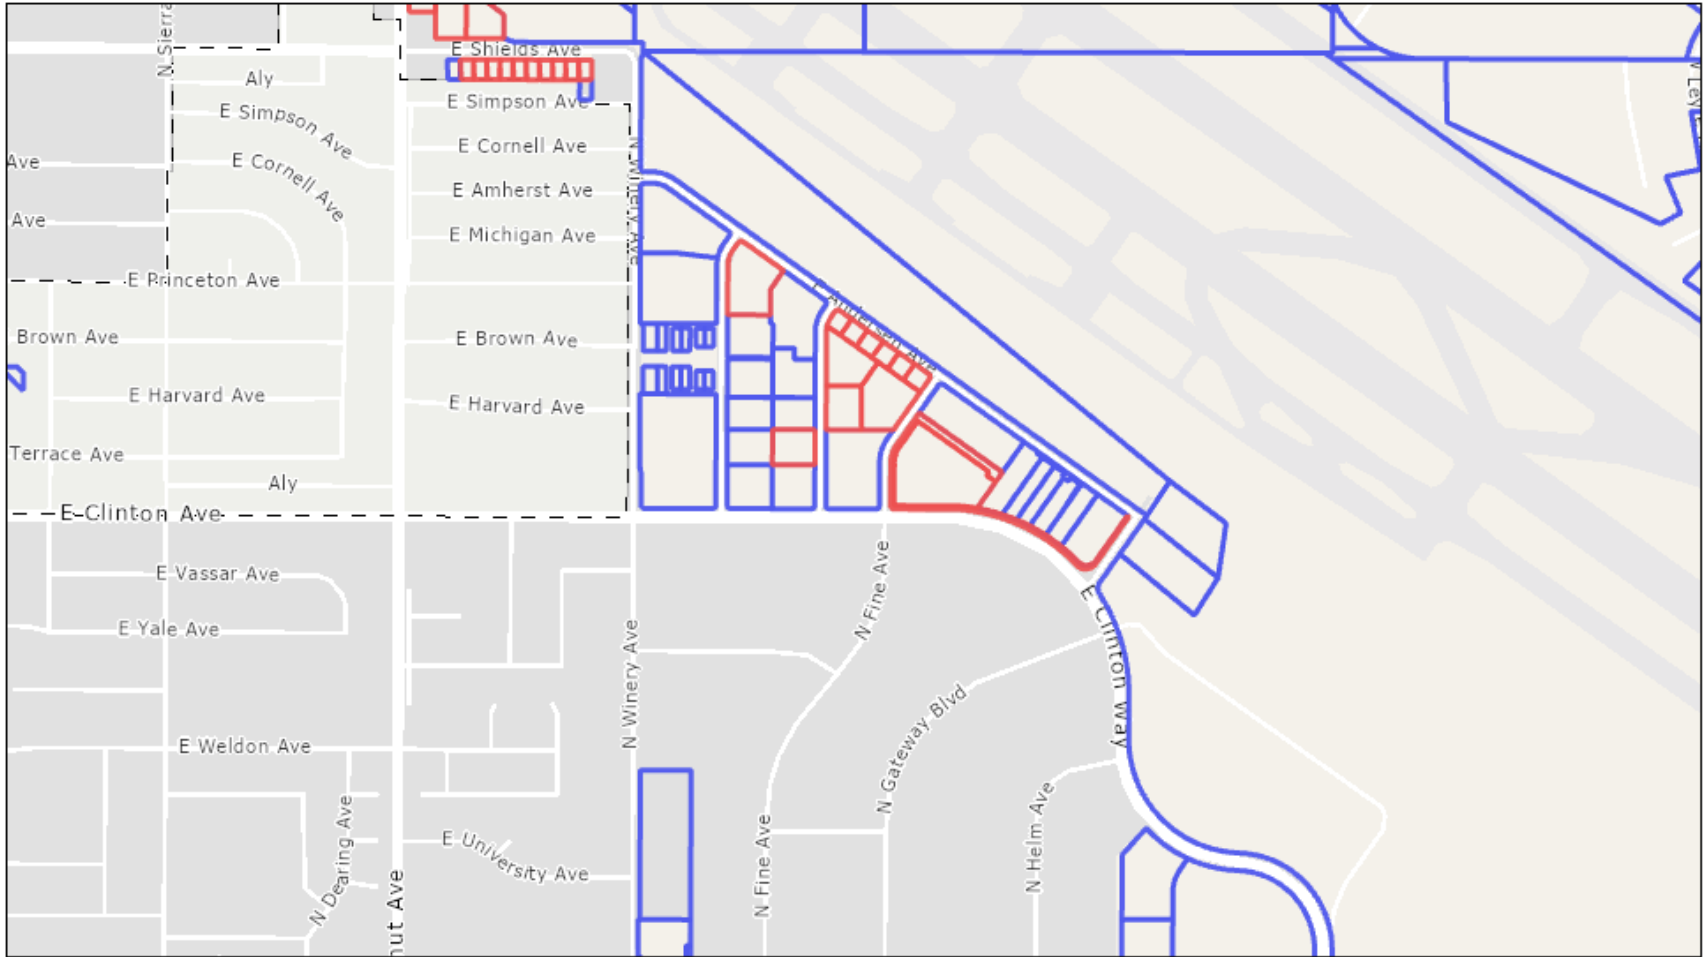 N Sierra
E Shields Ave
Aly
E Simpson Ave
E Simpson Ave
Ave
E Cornell Ave
E Cornell Ave
E Amherst Ave
Ave
E Michigan Ave
N Winery Ave
E Princeton Ave
E Andersen Ave
Brown Ave
E Brown Ave
E Harvard Ave
E Harvard Ave
Terrace Ave
Aly
E Clinton Ave
E Vassar Ave
E Yale Ave
N Fine Ave
E Clinton Way
N Winery Ave
E Weldon Ave
N Gateway Blvd
N Dearing Ave
E University Ave
N Fine Ave
N Helm Ave
nut Ave